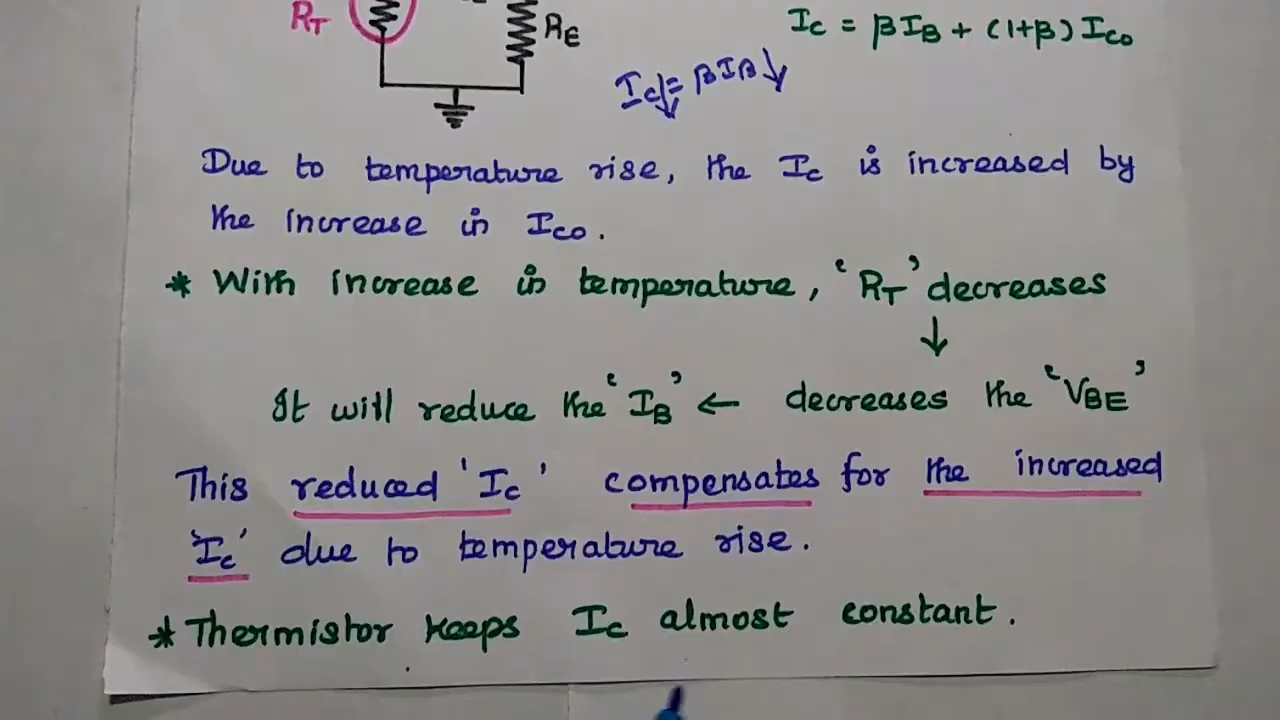 RT
RE
IC = βIB + (1+β) ICO
IC↓ = βIB↓
Due to temperature rise, the IC is increased by
the increase in ICO.
* With increase in temperature, 'RT' decreases
↓
It will reduce the 'IB' ← decreases the 'VBE'
This reduced 'IC' compensates for the increased
'IC' due to temperature rise.
* Thermistor keeps IC almost constant.